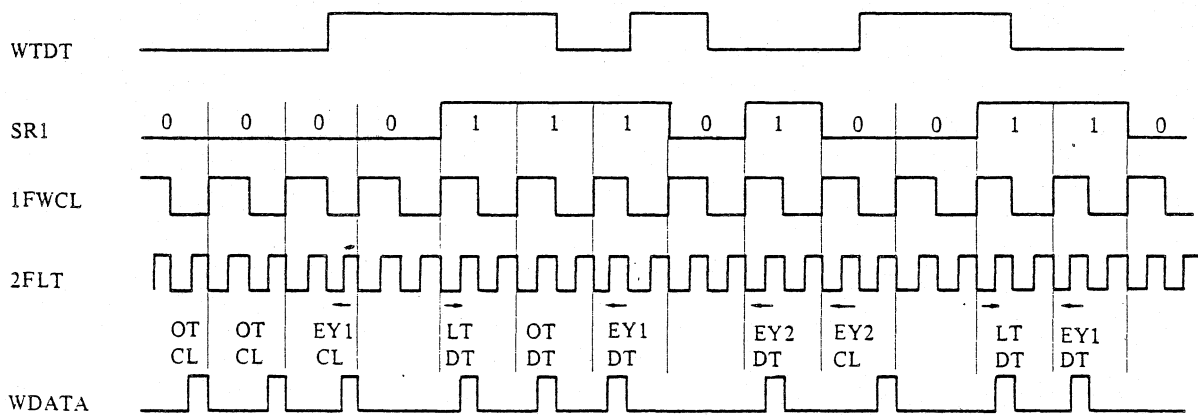 WTDT
SR1 0 0 0 0 1 1 1 0 1 0 0 1 1 0
1FWCL
2FLT
OT OT EY1 LT OT EY1 EY2 EY2 LT EY1
CL CL CL DT DT DT DT CL DT DT
WDATA